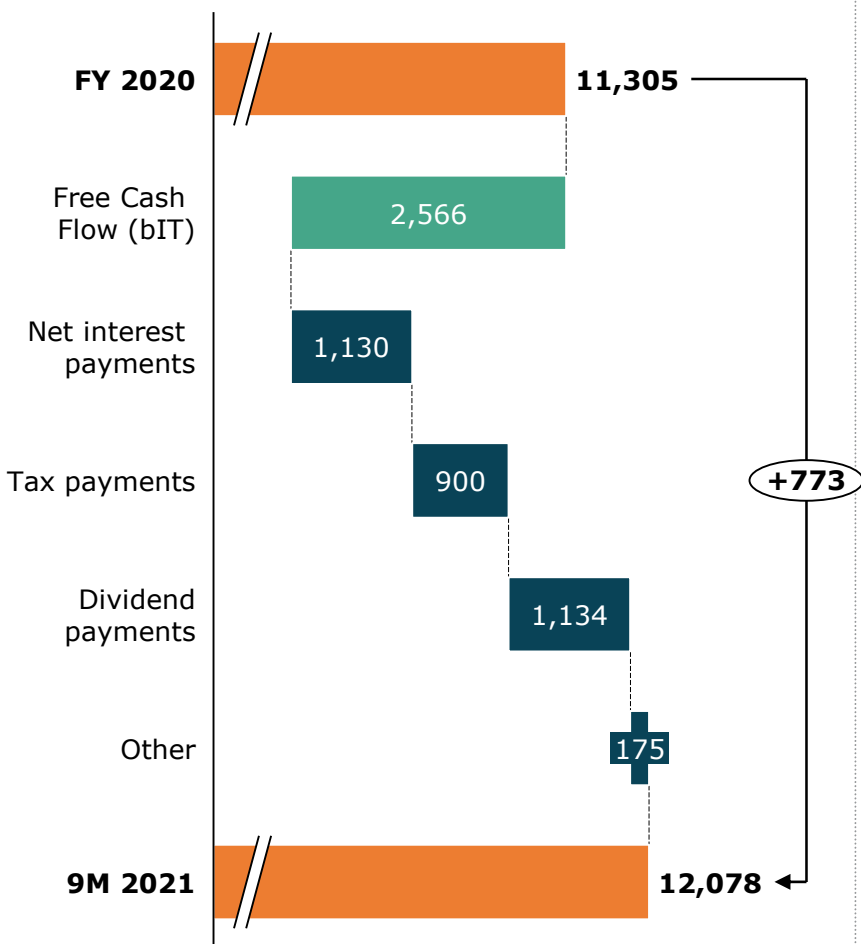 FY 2020
11,305
Free Cash
Flow (bIT)
2,566
Net interest
payments
1,130
Tax payments
900
+773
Dividend
payments
1,134
Other
175
9M 2021
12,078